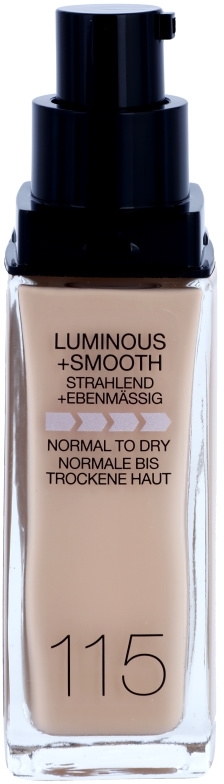 LUMINOUS
+SMOOTH
STRAHLEND
+EBENMÄSSIG
NORMAL TO DRY
NORMALE BIS
TROCKENE HAUT
115